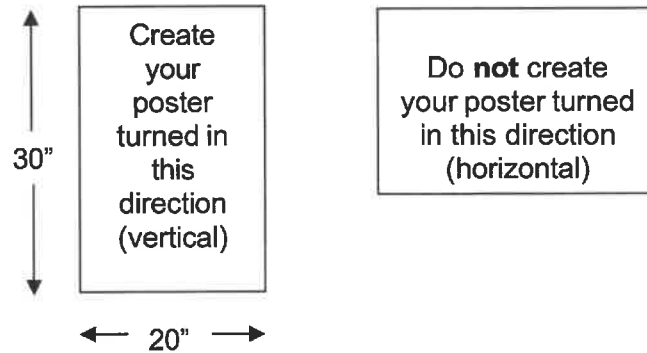 Create
your
poster
turned in
this
direction
(vertical)
30”
20”
Do not create
your poster turned
in this direction
(horizontal)